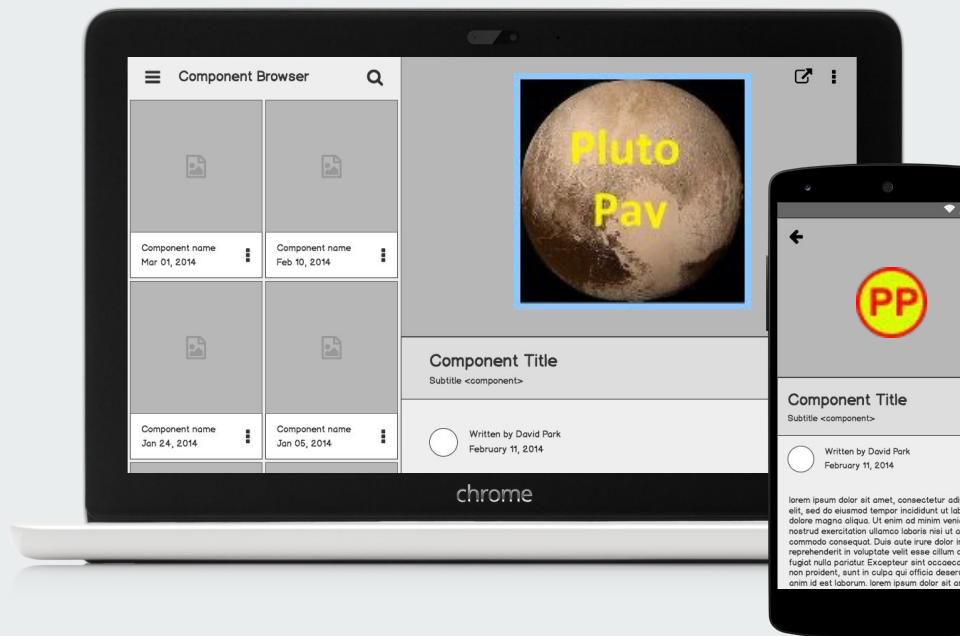 Component Browser
Component name
Mar 01, 2014
Component name
Feb 10, 2014
Component name
Jan 24, 2014
Component name
Jan 05, 2014
Pluto
Pav
Component Title
Subtitle <component>
Written by David Park
February 11, 2014
chrome
PP
Component Title
Subtitle <component>
Written by David Park
February 11, 2014
lorem ipsum dolor sit amet, consectetur adi
elit, sed do eiusmod tempor incididunt ut lab
dolore magna aliqua. Ut enim ad minim veni
nostrud exercitation ullamco laboris nisi ut a
commodo consequat. Duis aute irure dolor i
reprehenderit in voluptate velit esse cillum
fugiat nulla pariatur. Excepteur sint occaeca
non proident, sunt in culpa qui officia deser
anim id est laborum. lorem ipsum dolor sit a